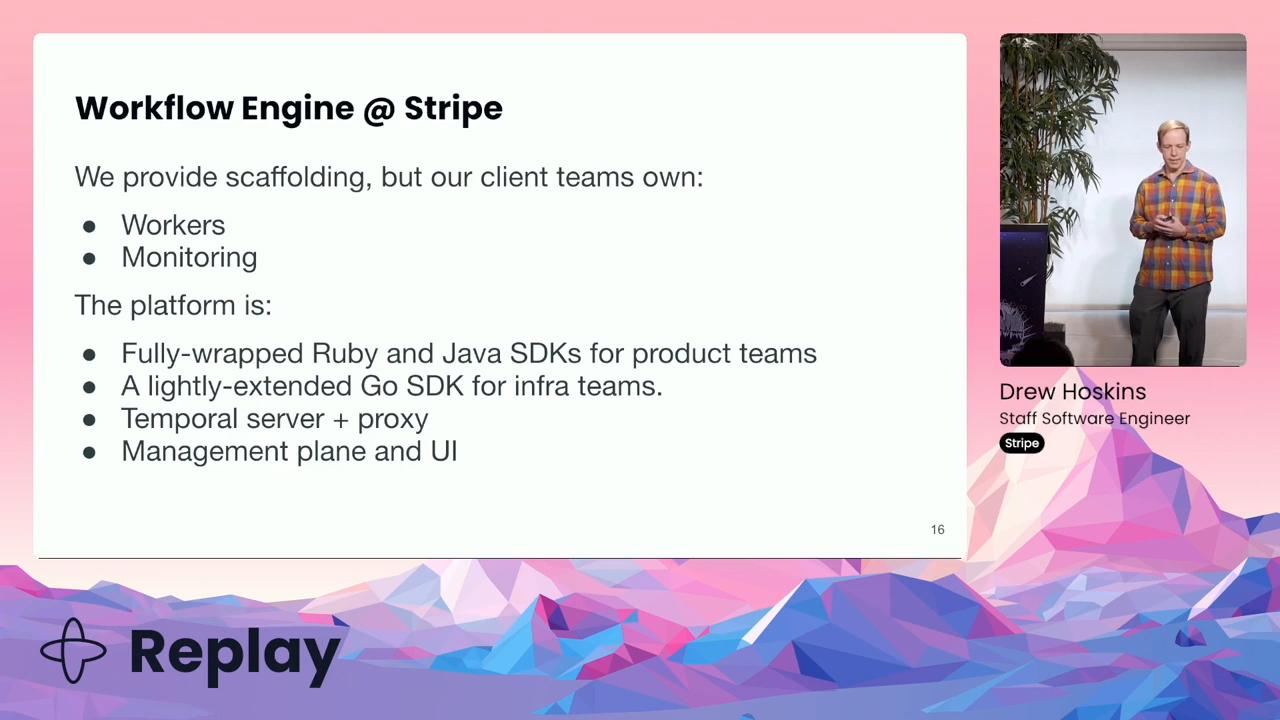 Workflow Engine @ Stripe
We provide scaffolding, but our client teams own:
● Workers
● Monitoring
The platform is:
● Fully-wrapped Ruby and Java SDKs for product teams
● A lightly-extended Go SDK for infra teams.
● Temporal server + proxy
● Management plane and UI
16
Drew Hoskins
Staff Software Engineer
Stripe
Replay